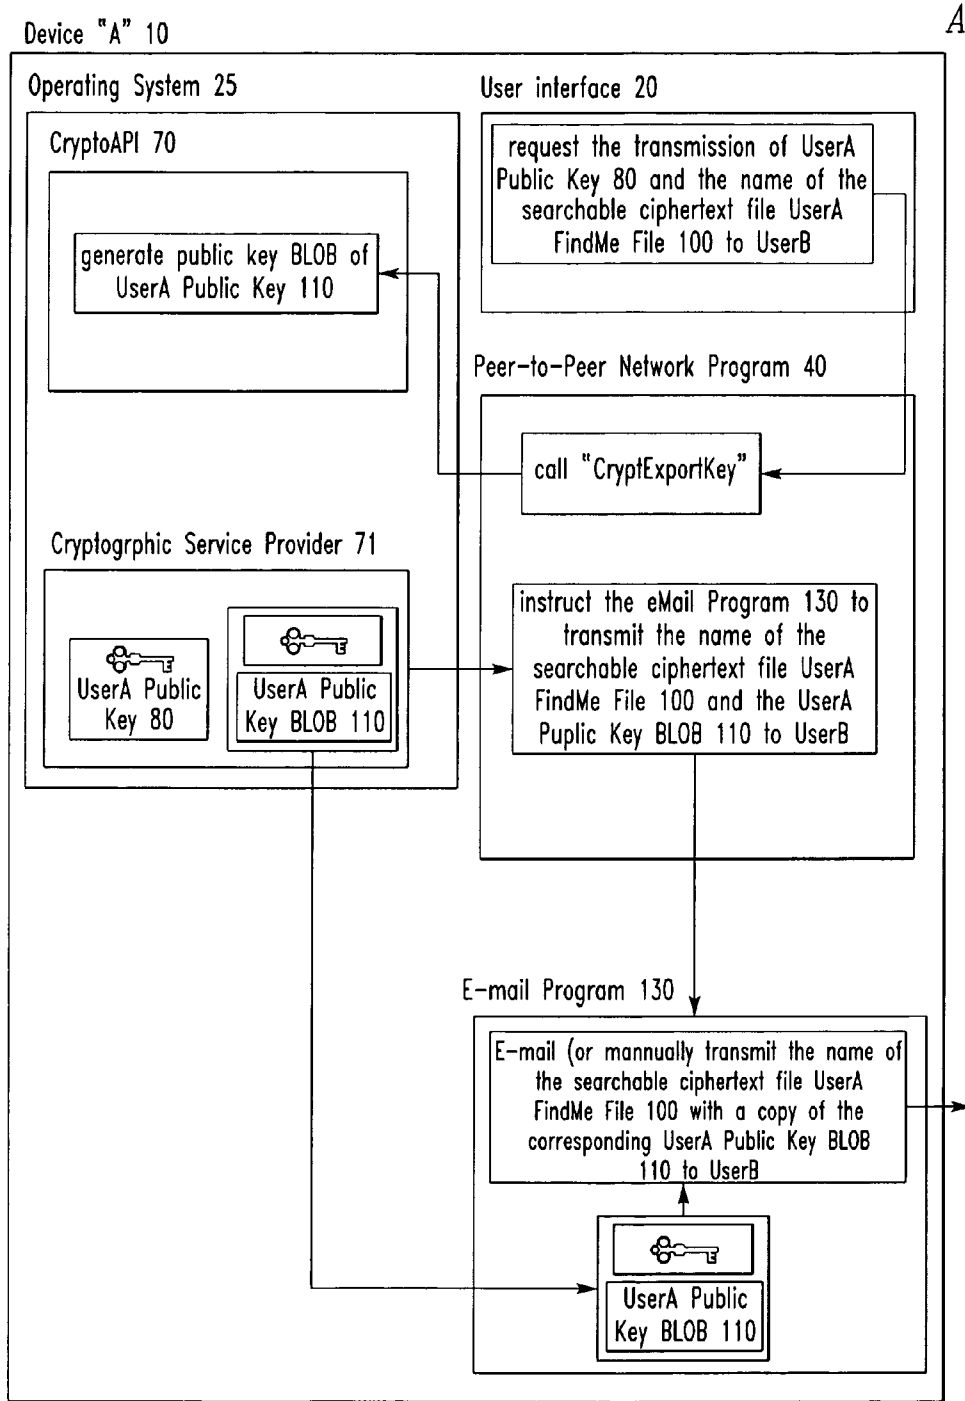 A
Device "A" 10
Operating System 25
CryptoAPI 70
generate public key BLOB of
UserA Public Key 110
User interface 20
request the transmission of UserA
Public Key 80 and the name of the
searchable ciphertext file UserA
FindMe File 100 to UserB
Peer-to-Peer Network Program 40
call "CryptExportKey"
Cryptogrphic Service Provider 71
UserA Public
Key 80
UserA Public
Key BLOB 110
instruct the eMail Program 130 to
transmit the name of the
searchable ciphertext file UserA
FindMe File 100 and the UserA
Puplic Key BLOB 110 to UserB
E-mail Program 130
E-mail (or mannually transmit the name of
the searchable ciphertext file UserA
FindMe File 100 with a copy of the
corresponding UserA Public Key BLOB
110 to UserB
UserA Public
Key BLOB 110